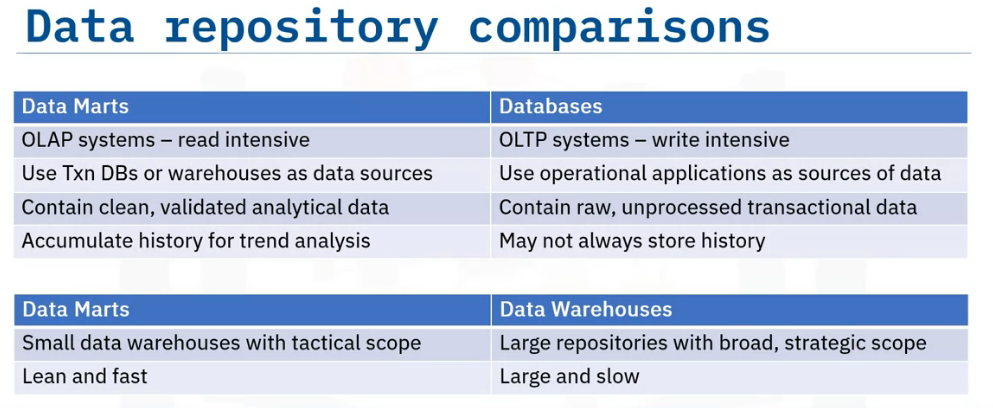 Data repository comparisons
Data Marts Databases
OLAP systems – read intensive OLTP systems – write intensive
Use Txn DBs or warehouses as data sources Use operational applications as sources of data
Contain clean, validated analytical data Contain raw, unprocessed transactional data
Accumulate history for trend analysis May not always store history
Data Marts Data Warehouses
Small data warehouses with tactical scope Large repositories with broad, strategic scope
Lean and fast Large and slow